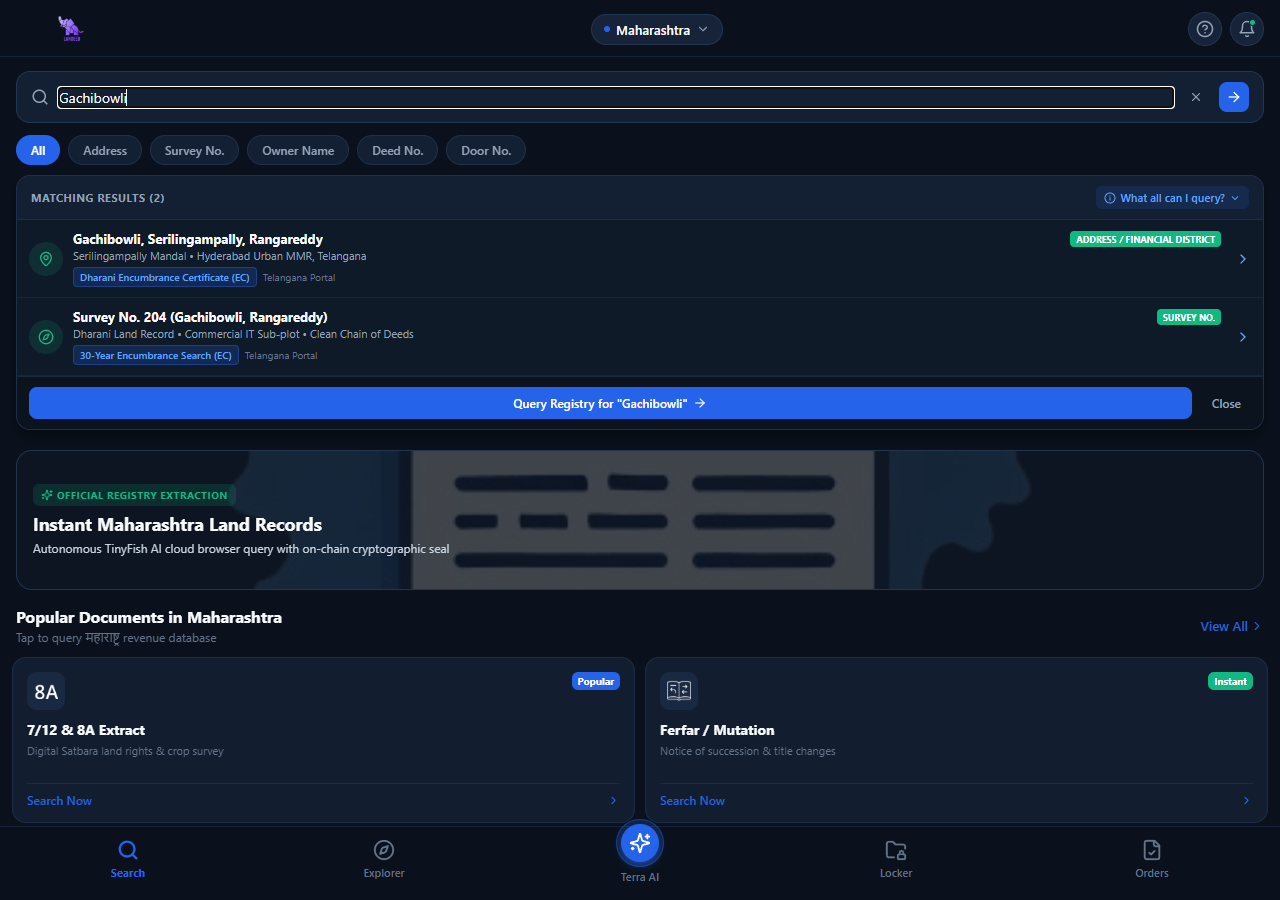 LANDBITH
Maharashtra
Gachibowli
All
Address
Survey No.
Owner Name
Deed No.
Door No.
MATCHING RESULTS (2)
What all can I query?
Gachibowli, Serilingampally, Rangareddy
ADDRESS / FINANCIAL DISTRICT
Serilingampally Mandal • Hyderabad Urban MMR, Telangana
Dharani Encumbrance Certificate (EC)
Telangana Portal
Survey No. 204 (Gachibowli, Rangareddy)
SURVEY NO.
Dharani Land Record • Commercial IT Sub-plot • Clean Chain of Deeds
30-Year Encumbrance Search (EC)
Telangana Portal
Query Registry for "Gachibowli"
Close
OFFICIAL REGISTRY EXTRACTION
Instant Maharashtra Land Records
Autonomous TinyFish AI cloud browser query with on-chain cryptographic seal
Popular Documents in Maharashtra
Tap to query महाराष्ट्र revenue database
View All
8A
Popular
7/12 & 8A Extract
Digital Satbara land rights & crop survey
Search Now
Instant
Ferfar / Mutation
Notice of succession & title changes
Search Now
Search
Explorer
Terra AI
Locker
Orders